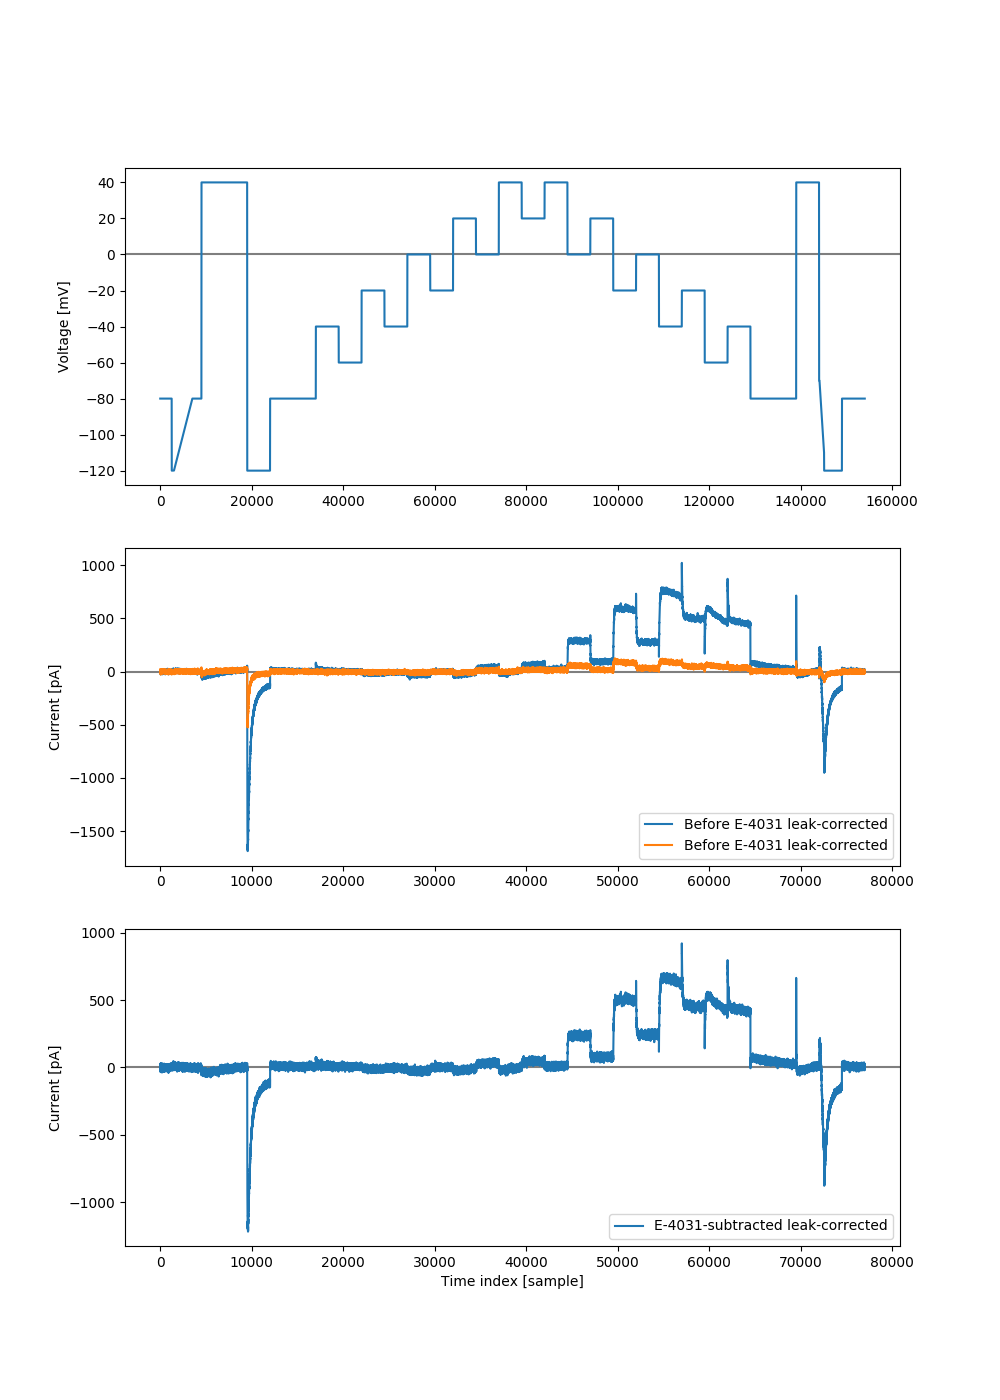 40
20
0
−20
−40
−60
−80
−100
−120
Voltage [mV]
0 20000 40000 60000 80000 100000 120000 140000 160000
1000
500
0
−500
−1000
−1500
Current [pA]
Before E-4031 leak-corrected
Before E-4031 leak-corrected
0 10000 20000 30000 40000 50000 60000 70000 80000
1000
500
0
−500
−1000
Current [pA]
E-4031-subtracted leak-corrected
0 10000 20000 30000 40000 50000 60000 70000 80000
Time index [sample]